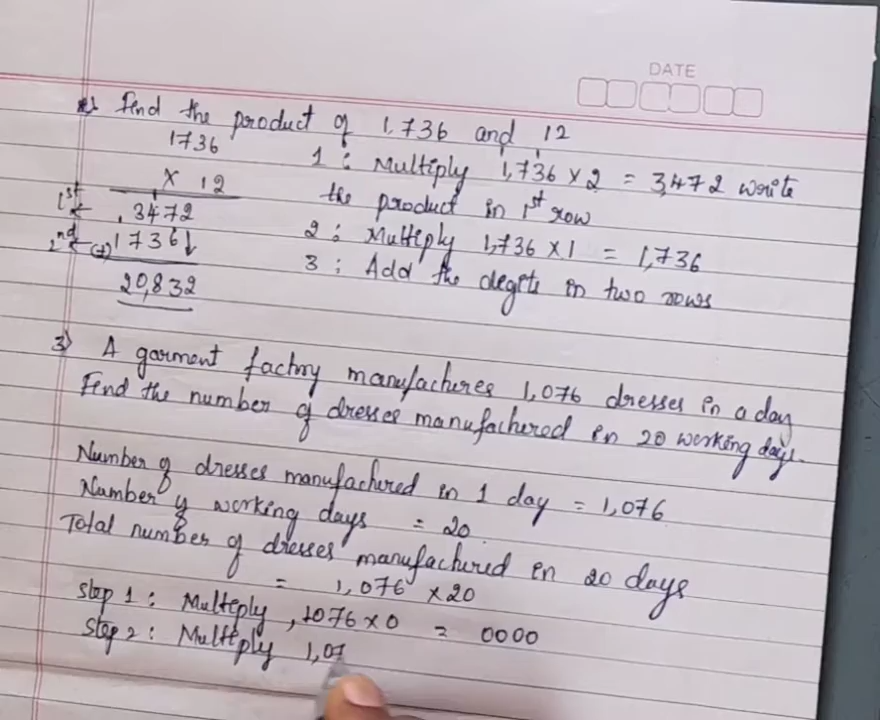 DATE
Find the product of 1,736 and 12
1736
1 : Multiply 1,736 × 2 = 3,472 write
× 12
the product in 1st row
1st ← 3472
2 : Multiply 1,736 × 1 = 1,736
2nd ← (+) 1736↓
3 : Add the degits in two rows
20,832
3) A garment factory manufactures 1,076 dresses in a day
Find the number of dresses manufactured in 20 working days.
Number of dresses manufactured in 1 day = 1,076
Number of working days = 20
Total number of dresses manufactured in 20 days
= 1,076 × 20
Step 1 : Multiply 1076 × 0 = 0000
Step 2 : Multiply 1,07